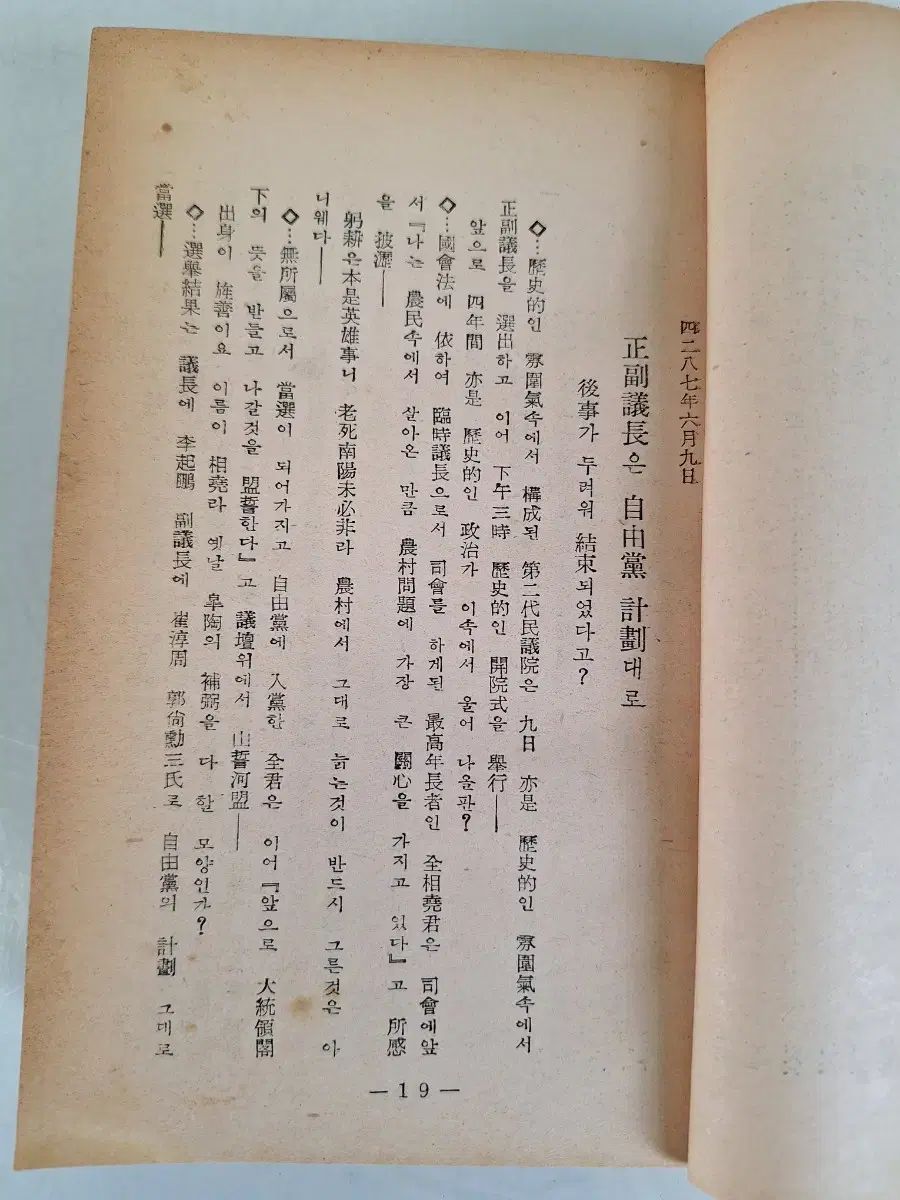 四二八七年六月九日
正副議長은 自由黨 計劃대로
後事가 두려워 結束되었다고?
◇…歷史的인 雰圍氣속에서 構成된 第二代民議院은 九日 亦是 歷史的인 雰圍氣속에서
正副議長을 選出하고 이어 下午三時 歷史的인 開院式을 擧行——
앞으로 四年間 亦是 歷史的인 政治가 이속에서 울어 나올판?
◇…國會法에 依하여 臨時議長으로서 司會를 하게된 最高年長者인 全相堯君은 司會에앞
서『나는 農民속에서 살아온 만큼 農村問題에 가장 큰 關心을 가지고 있다』고 所感
을 披瀝——
躬耕은本是英雄事니 老死南陽未必非라 農村에서 그대로 늙는것이 반드시 그른것은 아
니웨다——
◇…無所屬으로서 當選이 되어가지고 自由黨에 入黨한 全君은 이어『앞으로 大統領閣
下의 뜻을 받들고 나갈것을 盟誓한다』고 議壇위에서 山誓河盟——
出身이 旌善이요 이름이 相堯라 옛날 皐陶의 補弼을 다 할 모양인가?
◇…選擧結果는 議長에 李起鵬 副議長에 崔淳周 郭尙勳三氏로 自由黨의 計劃 그대로
當選——
—19—